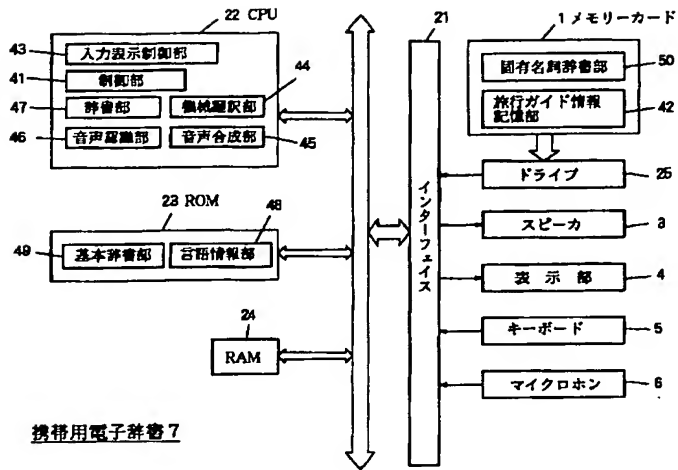 22 CPU
43
入力表示制御部
41
制御部
44
47
辞書部
機械翻訳部
46
音声認識部
音声合成部
45
23 ROM
48
49
基本辞書部
言語情報部
24
RAM
携帯用電子辞書7
21
インターフェイス
1メモリーカード
固有名詞辞書部
50
旅行ガイド情報
記憶部
42
ドライブ
25
スピーカ
3
表 示 部
4
キーボード
5
マイクロホン
6